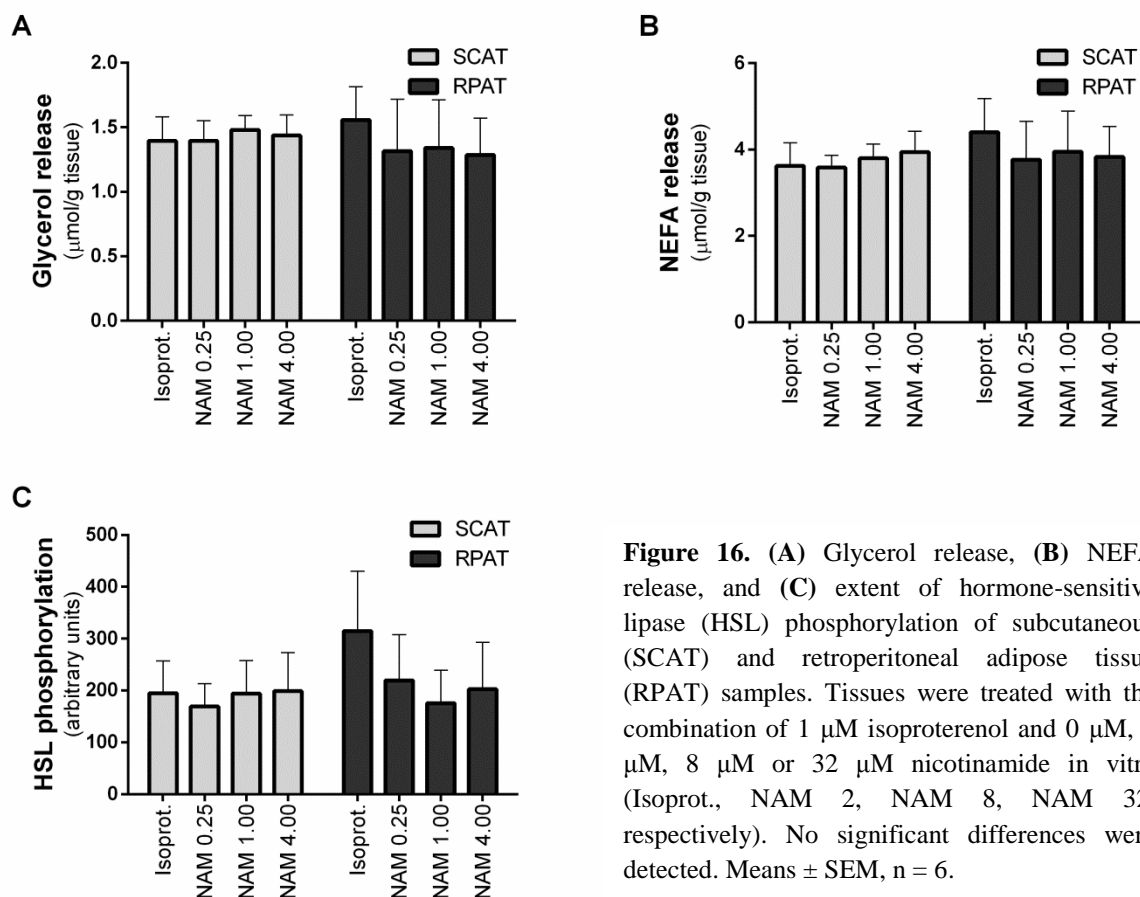 A
SCAT
RPAT
Glycerol release
(μmol/g tissue)
2.0
1.5
1.0
0.5
0.0
Isoprot.
NAM 0.25
NAM 1.00
NAM 4.00
Isoprot.
NAM 0.25
NAM 1.00
NAM 4.00
B
SCAT
RPAT
NEFA release
(μmol/g tissue)
6
4
2
0
Isoprot.
NAM 0.25
NAM 1.00
NAM 4.00
Isoprot.
NAM 0.25
NAM 1.00
NAM 4.00
C
SCAT
RPAT
HSL phosphorylation
(arbitrary units)
500
400
300
200
100
0
Isoprot.
NAM 0.25
NAM 1.00
NAM 4.00
Isoprot.
NAM 0.25
NAM 1.00
NAM 4.00
Figure 16. (A) Glycerol release, (B) NEFA
release, and (C) extent of hormone-sensitiv
lipase (HSL) phosphorylation of subcutaneou
(SCAT) and retroperitoneal adipose tissu
(RPAT) samples. Tissues were treated with th
combination of 1 μM isoproterenol and 0 μM,
μM, 8 μM or 32 μM nicotinamide in vitr
(Isoprot., NAM 2, NAM 8, NAM 32
respectively). No significant differences wer
detected. Means ± SEM, n = 6.